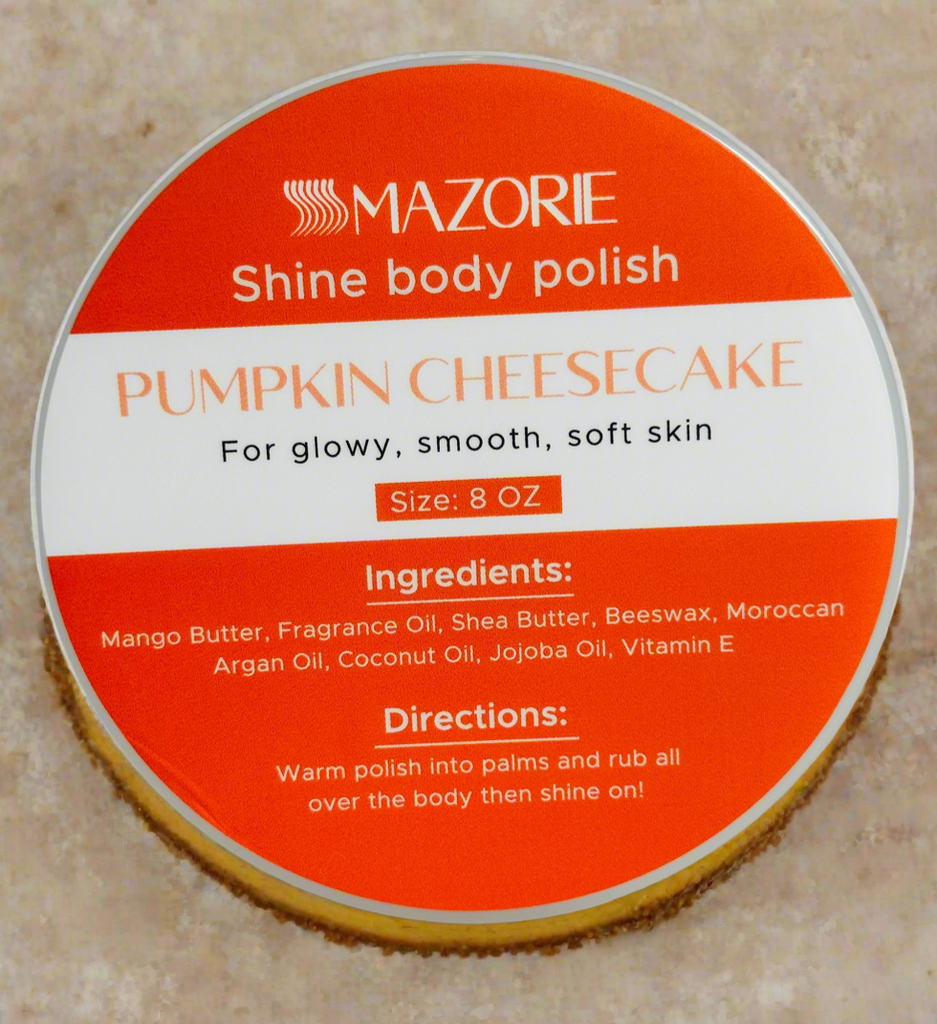 MAZORIE
Shine body polish
PUMPKIN CHEESECAKE
For glowy, smooth, soft skin
Size: 8 OZ
Ingredients:
Mango Butter, Fragrance Oil, Shea Butter, Beeswax, Moroccan
Argan Oil, Coconut Oil, Jojoba Oil, Vitamin E
Directions:
Warm polish into palms and rub all
over the body then shine on!